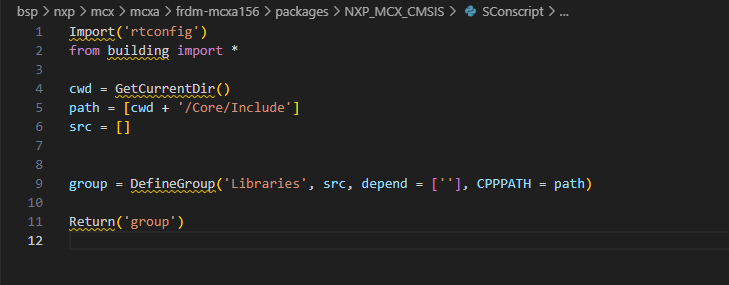 bsp > nxp > mcx > mcxa > frdm-mcxa156 > packages > NXP_MCX_CMSIS > SConscript > ...
1 Import('rtconfig')
2 from building import *
3
4 cwd = GetCurrentDir()
5 path = [cwd + '/Core/Include']
6 src = []
7
8
9 group = DefineGroup('Libraries', src, depend = [''], CPPPATH = path)
10
11 Return('group')
12